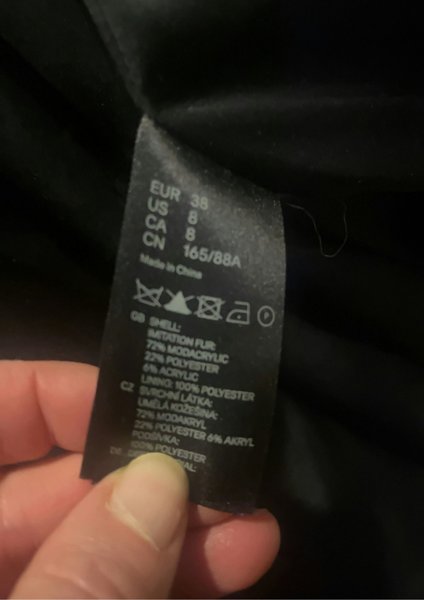 EUR 38
US 8
CA 8
CN 165/88A
Made in China
GB SHELL:
IMITATION FUR:
72% MODACRYLIC
22% POLYESTER
6% ACRYLIC
LINING: 100% POLYESTER
CZ SVRCHNÍ LÁTKA:
UMĚLÁ KOŽEŠINA:
72% MODAKRYL
22% POLYESTER 6% AKRYL
PODŠÍVKA:
100% POLYESTER